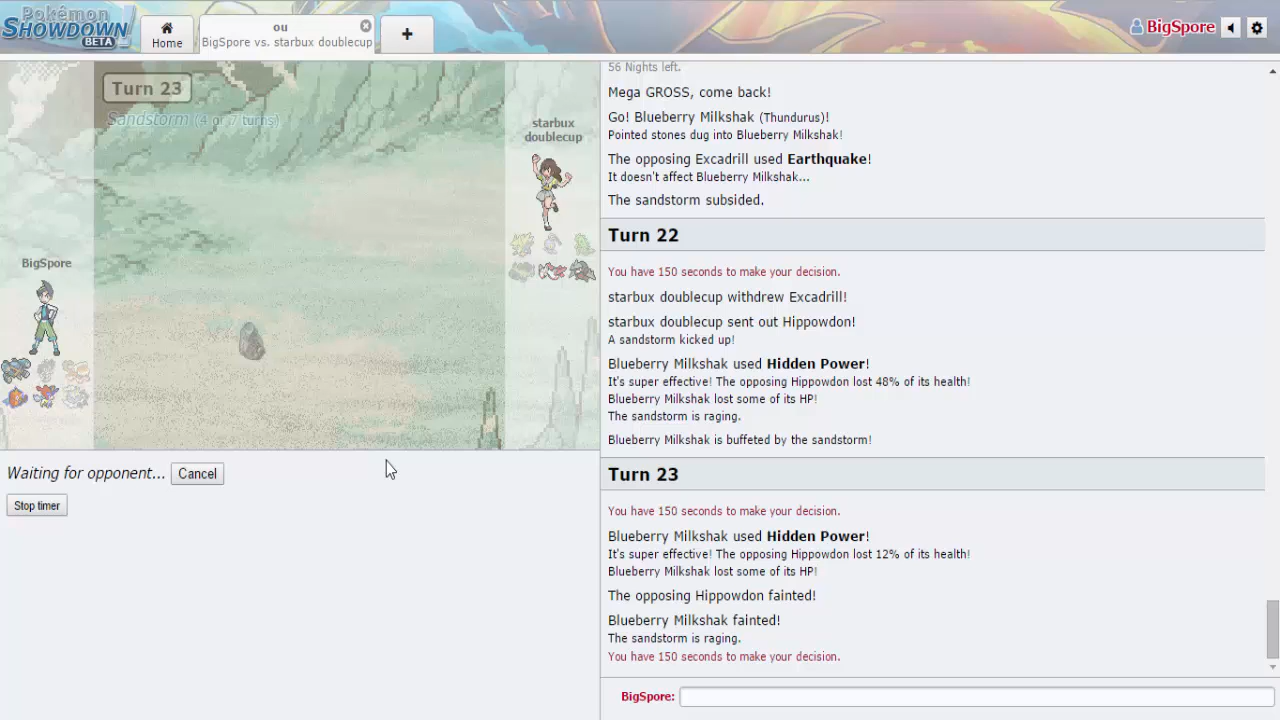 Pokémon
SHOWDOWN!
BETA
Home
ou
BigSpore vs. starbux doublecup
+
BigSpore
Turn 23
Sandstorm (4 or 7 turns)
starbux
doublecup
BigSpore
Waiting for opponent... Cancel
Stop timer
56 Nights left.
Mega GROSS, come back!
Go! Blueberry Milkshak (Thundurus)!
Pointed stones dug into Blueberry Milkshak!
The opposing Excadrill used Earthquake!
It doesn't affect Blueberry Milkshak...
The sandstorm subsided.
Turn 22
You have 150 seconds to make your decision.
starbux doublecup withdrew Excadrill!
starbux doublecup sent out Hippowdon!
A sandstorm kicked up!
Blueberry Milkshak used Hidden Power!
It's super effective! The opposing Hippowdon lost 48% of its health!
Blueberry Milkshak lost some of its HP!
The sandstorm is raging.
Blueberry Milkshak is buffeted by the sandstorm!
Turn 23
You have 150 seconds to make your decision.
Blueberry Milkshak used Hidden Power!
It's super effective! The opposing Hippowdon lost 12% of its health!
Blueberry Milkshak lost some of its HP!
The opposing Hippowdon fainted!
Blueberry Milkshak fainted!
The sandstorm is raging.
You have 150 seconds to make your decision.
BigSpore: